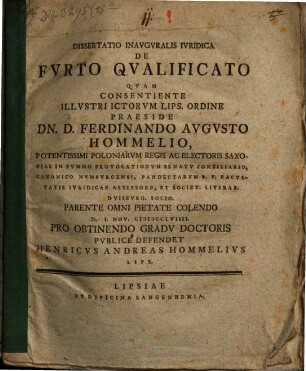 DISSERTATIO INAVGVRALIS IVRIDICA
DE
FVRTO QVALIFICATO
QVAM
CONSENTIENTE
ILLVSTRI ICTORVM LIPS. ORDINE
PRAESIDE
DN. D. FERDINANDO AVGVSTO
HOMMELIO,
POTENTISSIMI POLONIARVM REGIS AC ELECTORIS SAXO-
NIAE IN SVMMO PROVOCATIONVM SENATV CONSILIARIO,
CANONICO NVMBVRGENSI, PANDECTARVM P. P. FACVL-
TATIS IVRIDICAE ASSESSORE, ET SOCIET. LITERAR.
DVISBVRG. SOCIO.
PARENTE OMNI PIETATE COLENDO
D. I. NOV.
PRO OBTINENDO GRADV DOCTORIS
PVBLICE DEFENDET
HENRICVS ANDREAS HOMMELIVS
LIPS.
LIPSIAE
EX OFFICINA LANGENHEMIA.